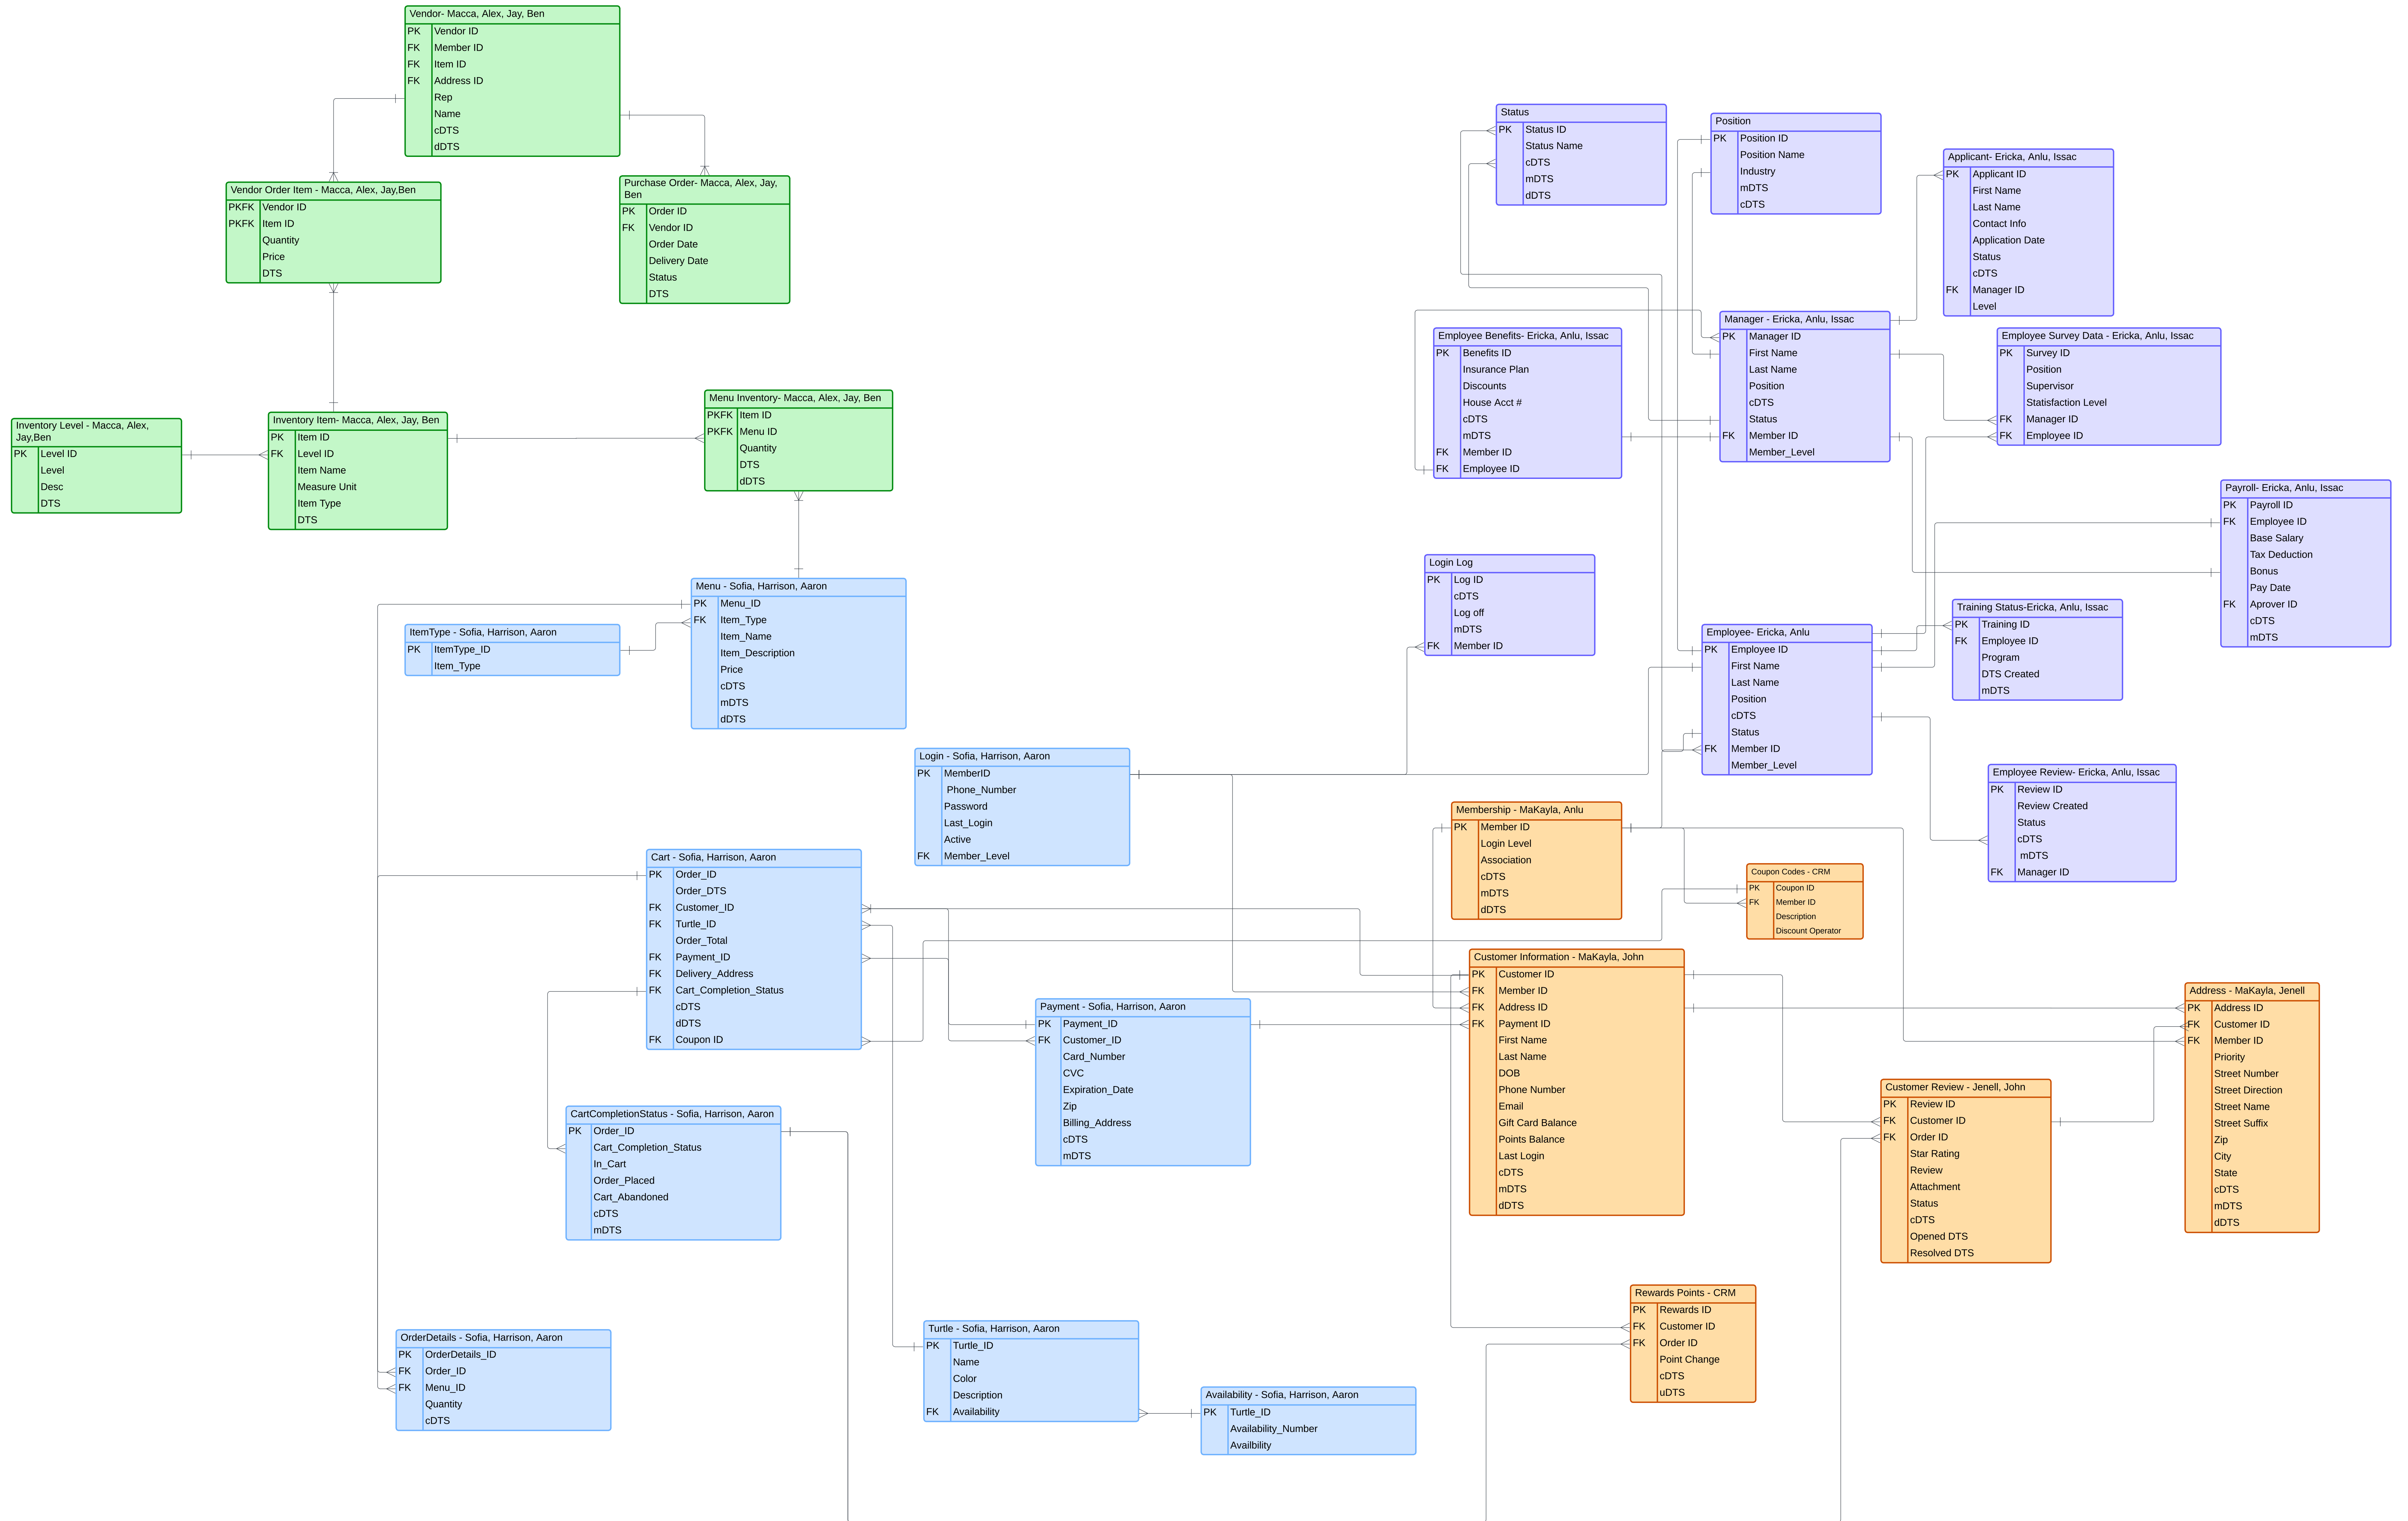 Vendor- Macca, Alex, Jay, Ben
PK Vendor ID
FK Member ID
FK Item ID
FK Address ID
Rep
Name
cDTS
dDTS
Vendor Order Item - Macca, Alex, Jay,Ben
PKFK Vendor ID
PKFK Item ID
Quantity
Price
DTS
Purchase Order- Macca, Alex, Jay,
Ben
PK Order ID
FK Vendor ID
Order Date
Delivery Date
Status
DTS
Inventory Level - Macca, Alex,
Jay,Ben
PK Level ID
Level
Desc
DTS
Inventory Item- Macca, Alex, Jay, Ben
PK Item ID
FK Level ID
Item Name
Measure Unit
Item Type
DTS
Menu Inventory- Macca, Alex, Jay, Ben
PKFK Item ID
PKFK Menu ID
Quantity
DTS
dDTS
Status
PK Status ID
Status Name
cDTS
mDTS
dDTS
Position
PK Position ID
Position Name
Industry
mDTS
cDTS
Applicant- Ericka, Anlu, Issac
PK Applicant ID
First Name
Last Name
Contact Info
Application Date
Status
cDTS
FK Manager ID
Level
Employee Benefits- Ericka, Anlu, Issac
PK Benefits ID
Insurance Plan
Discounts
House Acct #
cDTS
mDTS
FK Member ID
FK Employee ID
Manager - Ericka, Anlu, Issac
PK Manager ID
First Name
Last Name
Position
cDTS
Status
FK Member ID
Member_Level
Employee Survey Data - Ericka, Anlu, Issac
PK Survey ID
Position
Supervisor
Statisfaction Level
FK Manager ID
FK Employee ID
Payroll- Ericka, Anlu, Issac
PK Payroll ID
FK Employee ID
Base Salary
Tax Deduction
Bonus
Pay Date
FK Aprover ID
cDTS
mDTS
Login Log
PK Log ID
cDTS
Log off
mDTS
FK Member ID
Employee- Ericka, Anlu
PK Employee ID
First Name
Last Name
Position
cDTS
Status
FK Member ID
Member_Level
Training Status-Ericka, Anlu, Issac
PK Training ID
FK Employee ID
Program
DTS Created
mDTS
Employee Review- Ericka, Anlu, Issac
PK Review ID
Review Created
Status
cDTS
mDTS
FK Manager ID
Menu - Sofia, Harrison, Aaron
PK Menu_ID
FK Item_Type
Item_Name
Item_Description
Price
cDTS
mDTS
dDTS
ItemType - Sofia, Harrison, Aaron
PK ItemType_ID
Item_Type
Login - Sofia, Harrison, Aaron
PK MemberID
Phone_Number
Password
Last_Login
Active
FK Member_Level
Cart - Sofia, Harrison, Aaron
PK Order_ID
Order_DTS
FK Customer_ID
FK Turtle_ID
Order_Total
FK Payment_ID
FK Delivery_Address
FK Cart_Completion_Status
cDTS
dDTS
FK Coupon ID
Membership - MaKayla, Anlu
PK Member ID
Login Level
Association
cDTS
mDTS
dDTS
Coupon Codes - CRM
PK Coupon ID
FK Member ID
Description
Discount Operator
Customer Information - MaKayla, John
PK Customer ID
FK Member ID
FK Address ID
FK Payment ID
First Name
Last Name
DOB
Phone Number
Email
Gift Card Balance
Points Balance
Last Login
cDTS
mDTS
dDTS
Payment - Sofia, Harrison, Aaron
PK Payment_ID
FK Customer_ID
Card_Number
CVC
Expiration_Date
Zip
Billing_Address
cDTS
mDTS
Address - MaKayla, Jenell
PK Address ID
FK Customer ID
FK Member ID
Priority
Street Number
Street Direction
Street Name
Street Suffix
Zip
City
State
cDTS
mDTS
dDTS
Customer Review - Jenell, John
PK Review ID
FK Customer ID
FK Order ID
Star Rating
Review
Attachment
Status
cDTS
Opened DTS
Resolved DTS
CartCompletionStatus - Sofia, Harrison, Aaron
PK Order_ID
Cart_Completion_Status
In_Cart
Order_Placed
Cart_Abandoned
cDTS
mDTS
Rewards Points - CRM
PK Rewards ID
FK Customer ID
FK Order ID
Point Change
cDTS
uDTS
OrderDetails - Sofia, Harrison, Aaron
PK OrderDetails_ID
FK Order_ID
FK Menu_ID
Quantity
cDTS
Turtle - Sofia, Harrison, Aaron
PK Turtle_ID
Name
Color
Description
FK Availability
Availability - Sofia, Harrison, Aaron
PK Turtle_ID
Availability_Number
Availbility